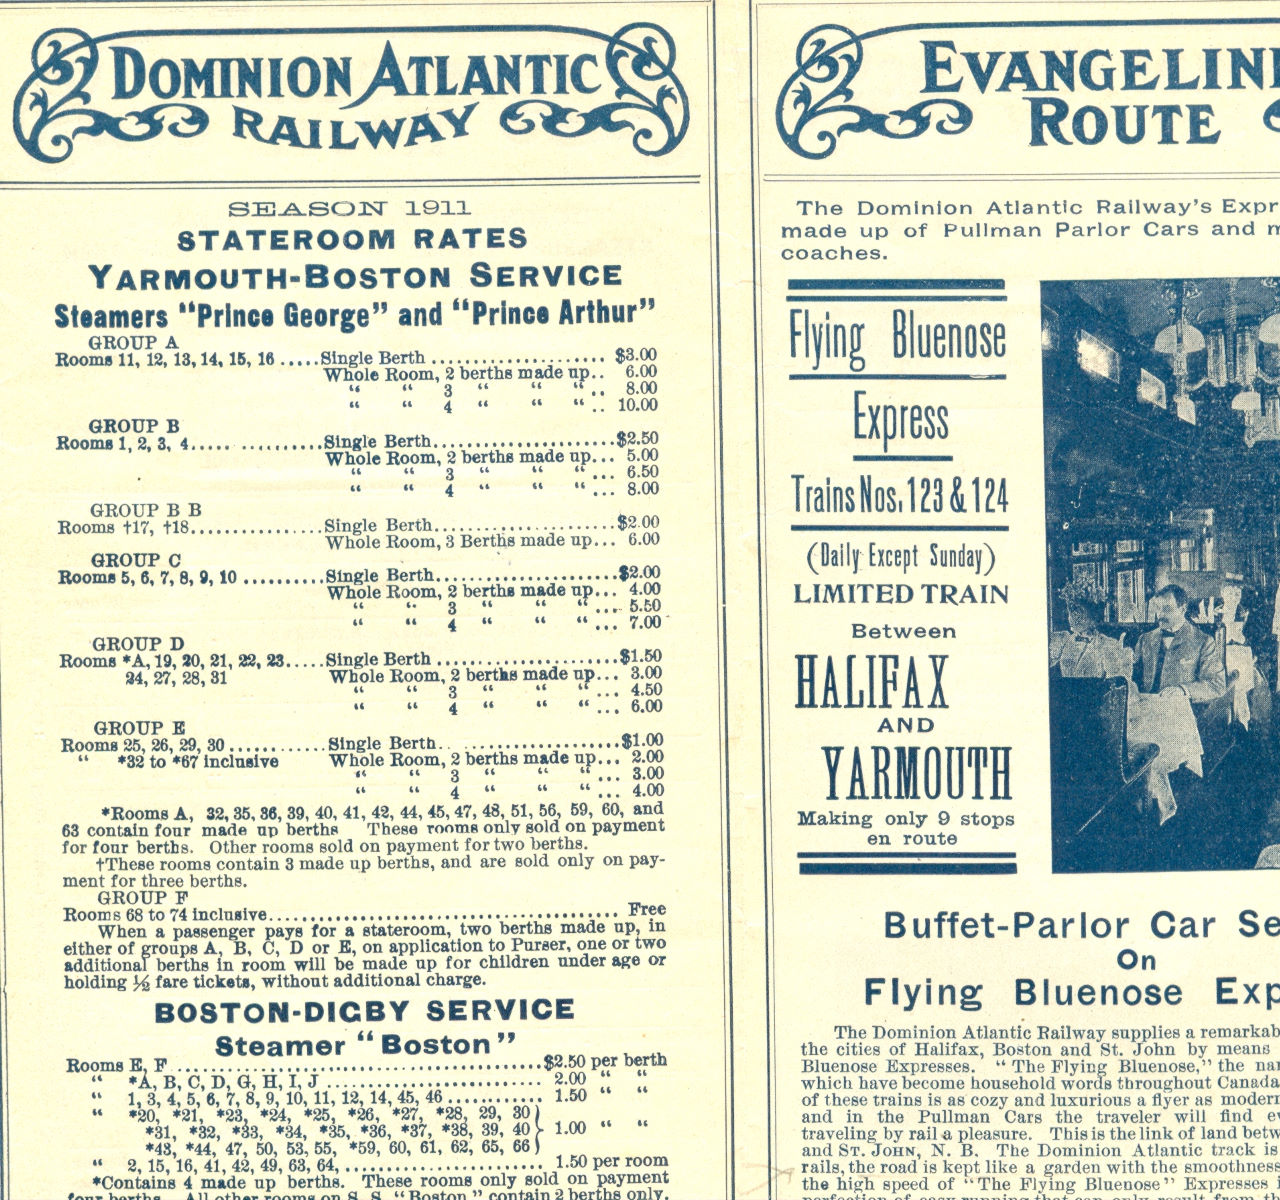 DOMINION ATLANTIC
RAILWAY
SEASON 1911
STATEROOM RATES
YARMOUTH-BOSTON SERVICE
Steamers "Prince George" and "Prince Arthur"
GROUP A
Rooms 11, 12, 13, 14, 15, 16 .....Single Berth ...................... $3.00
Whole Room, 2 berths made up.. 6.00
“ “ 3 “ “ “ .. 8.00
“ “ 4 “ “ “ .. 10.00
GROUP B
Rooms 1, 2, 3, 4..... ..........Single Berth.......................$2.50
Whole Room, 2 berths made up... 5.00
“ “ 3 “ “ “ ... 6.50
“ “ 4 “ “ “ ... 8.00
GROUP B B
Rooms †17, †18................Single Berth.......................$2.00
Whole Room, 3 Berths made up... 6.00
GROUP C
Rooms 5, 6, 7, 8, 9, 10 ..........Single Berth.......................$2.00
Whole Room, 2 berths made up... 4.00
“ “ 3 “ “ “ ... 5.50
“ “ 4 “ “ “ ... 7.00
GROUP D
Rooms *A, 19, 20, 21, 22, 23.....Single Berth .......................$1.50
24, 27, 28, 31 Whole Room, 2 berths made up... 3.00
“ “ 3 “ “ “ ... 4.50
“ “ 4 “ “ “ ... 6.00
GROUP E
Rooms 25, 26, 29, 30 ............Single Berth.. ....................$1.00
“ *32 to *67 inclusive Whole Room, 2 berths made up... 2.00
“ “ 3 “ “ “ ... 3.00
“ “ 4 “ “ “ ... 4.00
*Rooms A, 32, 35, 36, 39, 40, 41, 42, 44, 45, 47, 48, 51, 56, 59, 60, and
63 contain four made up berths These rooms only sold on payment
for four berths. Other rooms sold on payment for two berths.
†These rooms contain 3 made up berths, and are sold only on pay-
ment for three berths.
GROUP F
Rooms 68 to 74 inclusive............................................ Free
When a passenger pays for a stateroom, two berths made up, in
either of groups A, B, C, D or E, on application to Purser, one or two
additional berths in room will be made up for children under age or
holding ½ fare tickets, without additional charge.
BOSTON-DIGBY SERVICE
Steamer "Boston"
Rooms E, F ..............................................$2.50 per berth
“ *A, B, C, D, G, H, I, J ........................... 2.00 “ “
“ 1, 3, 4, 5, 6, 7, 8, 9, 10, 11, 12, 14, 45, 46 ............ 1.50 “ “
“ *20, *21, *23, *24, *25, *26, *27, *28, 29, 30
*31, *32, *33, *34, *35, *36, *37, *38, 39, 40 } 1.00 “ “
*43, *44, 47, 50, 53, 55, *59, 60, 61, 62, 65, 66
“ 2, 15, 16, 41, 42, 49, 63, 64, ......................... 1.50 per room
*Contains 4 made up berths. These rooms only sold on payment
four berths. All other rooms on S. S. "Boston" contain 2 berths only.
EVANGELIN
ROUTE
The Dominion Atlantic Railway's Expr
made up of Pullman Parlor Cars and m
coaches.
Flying Bluenose
Express
Trains Nos. 123 & 124
(Daily Except Sunday)
LIMITED TRAIN
Between
HALIFAX
AND
YARMOUTH
Making only 9 stops
en route
Buffet-Parlor Car Se
On
Flying Bluenose Exp
The Dominion Atlantic Railway supplies a remarkab
the cities of Halifax, Boston and St. John by means
Bluenose Expresses. "The Flying Bluenose," the nam
which have become household words throughout Canada
of these trains is as cozy and luxurious a flyer as modern
and in the Pullman Cars the traveler will find ev
traveling by rail a pleasure. This is the link of land betw
and ST. JOHN, N. B. The Dominion Atlantic track is
rails, the road is kept like a garden with the smoothness
the high speed of "The Flying Bluenose" Expresses
perfection of easy running that can only result from